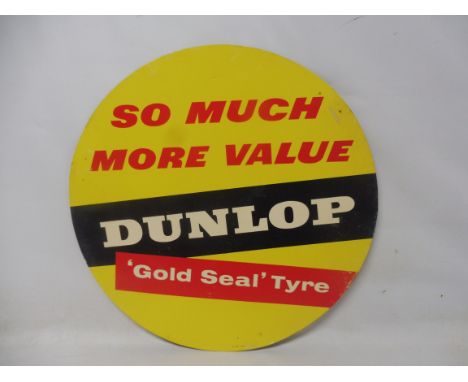 SO MUCH
MORE VALUE
DUNLOP
'Gold Seal' Tyre